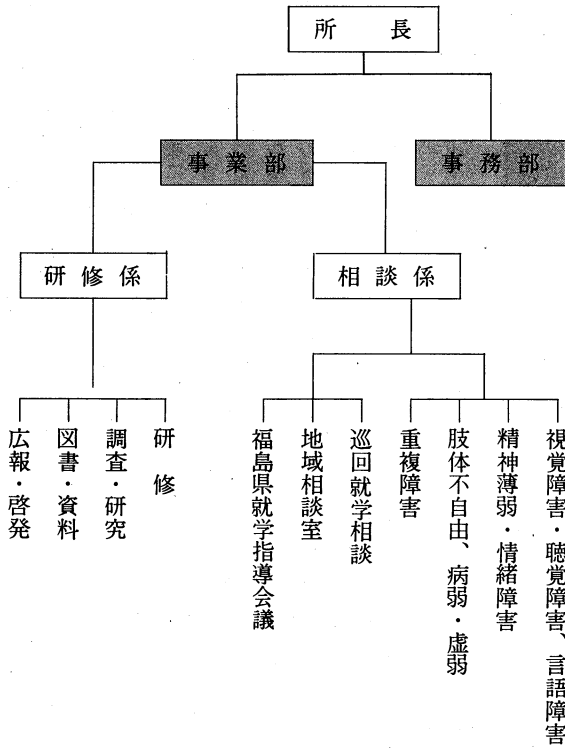 所長
事業部
事務部
研修係
相談係
視覚障害・聴覚障害、言語障害
精神薄弱・情緒障害
肢体不自由、病弱・虚弱
重複障害
巡回就学相談
地域相談室
福島県就学指導会議
研修
調査・研究
図書・資料
広報・啓発